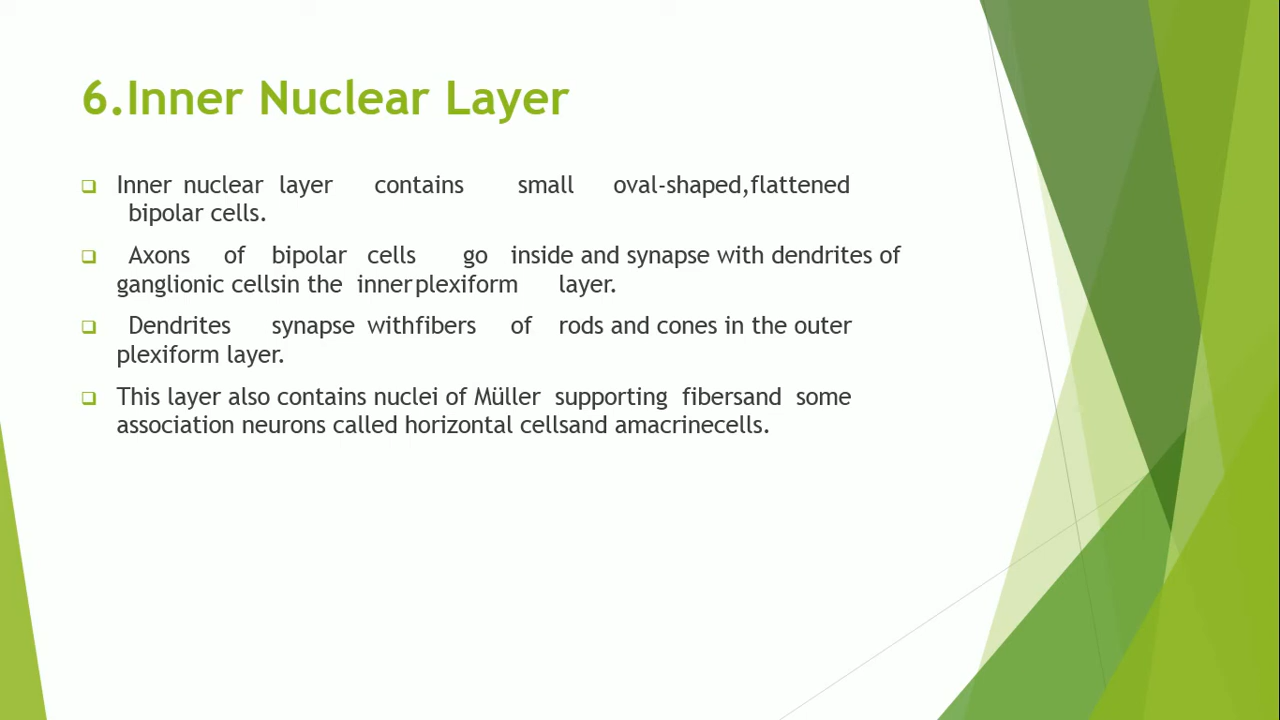 6.Inner Nuclear Layer
Inner nuclear layer contains small oval-shaped,flattened
bipolar cells.
Axons of bipolar cells go inside and synapse with dendrites of
ganglionic cellsin the inner plexiform layer.
Dendrites synapse withfibers of rods and cones in the outer
plexiform layer.
This layer also contains nuclei of Müller supporting fibersand some
association neurons called horizontal cellsand amacrinecells.